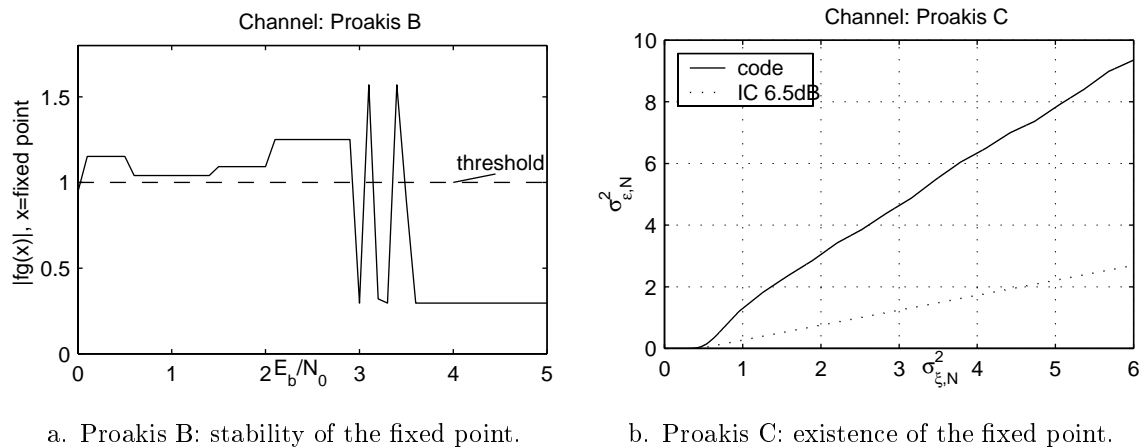 Channel: Proakis B
|fg(x)|, x=fixed point
1.5
1
0.5
0
threshold
0 1 2 3 4 5
E_b/N_0
a. Proakis B: stability of the fixed point.
Channel: Proakis C
σ²_ε,N
10
8
6
4
2
0
code
IC 6.5dB
0 1 2 3 4 5 6
σ²_ξ,N
b. Proakis C: existence of the fixed point.